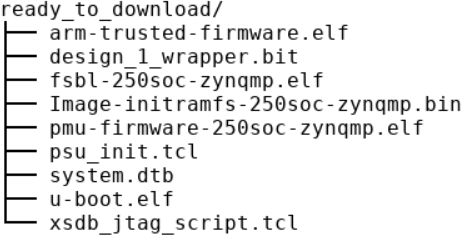 ready_to_download/
arm-trusted-firmware.elf
design_1_wrapper.bit
fsbl-250soc-zynqmp.elf
Image-initramfs-250soc-zynqmp.bin
pmu-firmware-250soc-zynqmp.elf
psu_init.tcl
system.dtb
u-boot.elf
xsdb_jtag_script.tcl